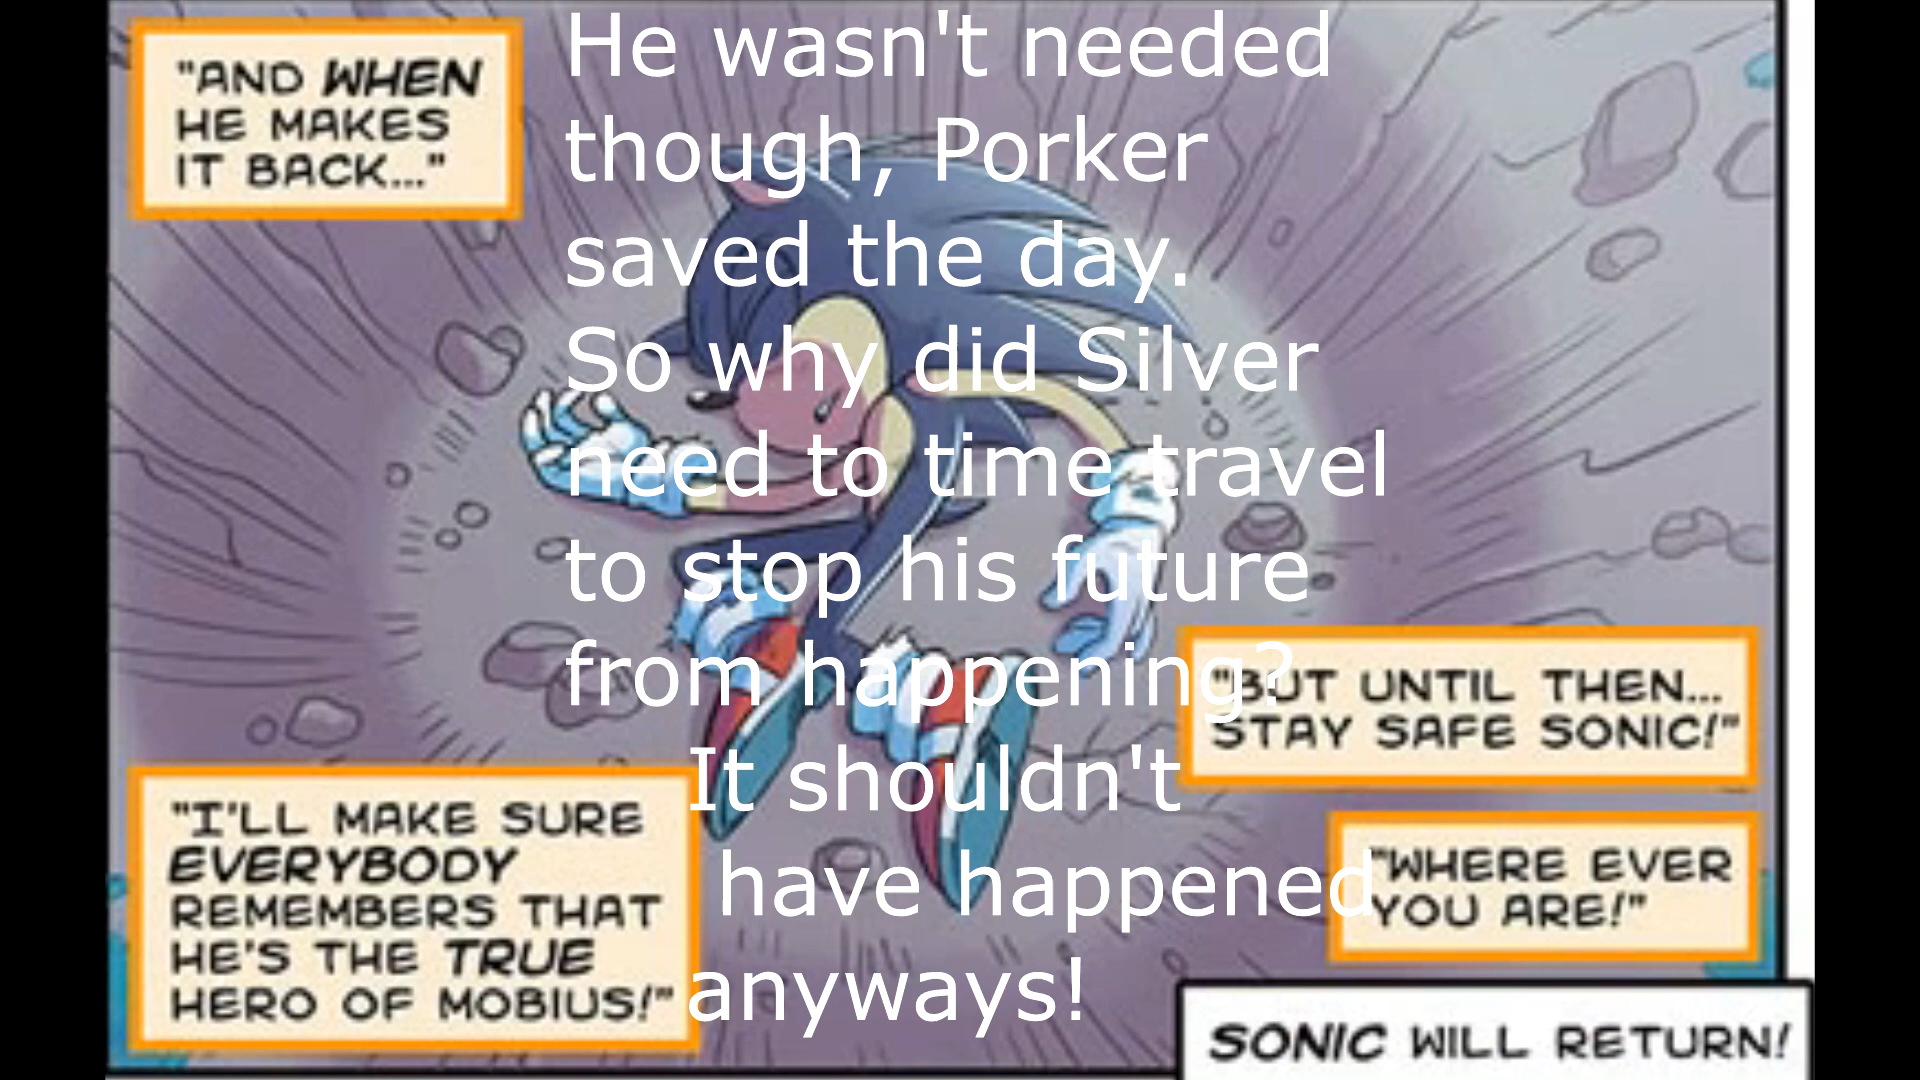 "AND WHEN
HE MAKES
IT BACK..."
He wasn't needed
though, Porker
saved the day.
So why did Silver
need to time travel
to stop his future
from happening?
It shouldn't
have happened
anyways!
"BUT UNTIL THEN...
STAY SAFE SONIC!"
"I'LL MAKE SURE
EVERYBODY
REMEMBERS THAT
HE'S THE TRUE
HERO OF MOBIUS!"
"WHERE EVER
YOU ARE!"
SONIC WILL RETURN!